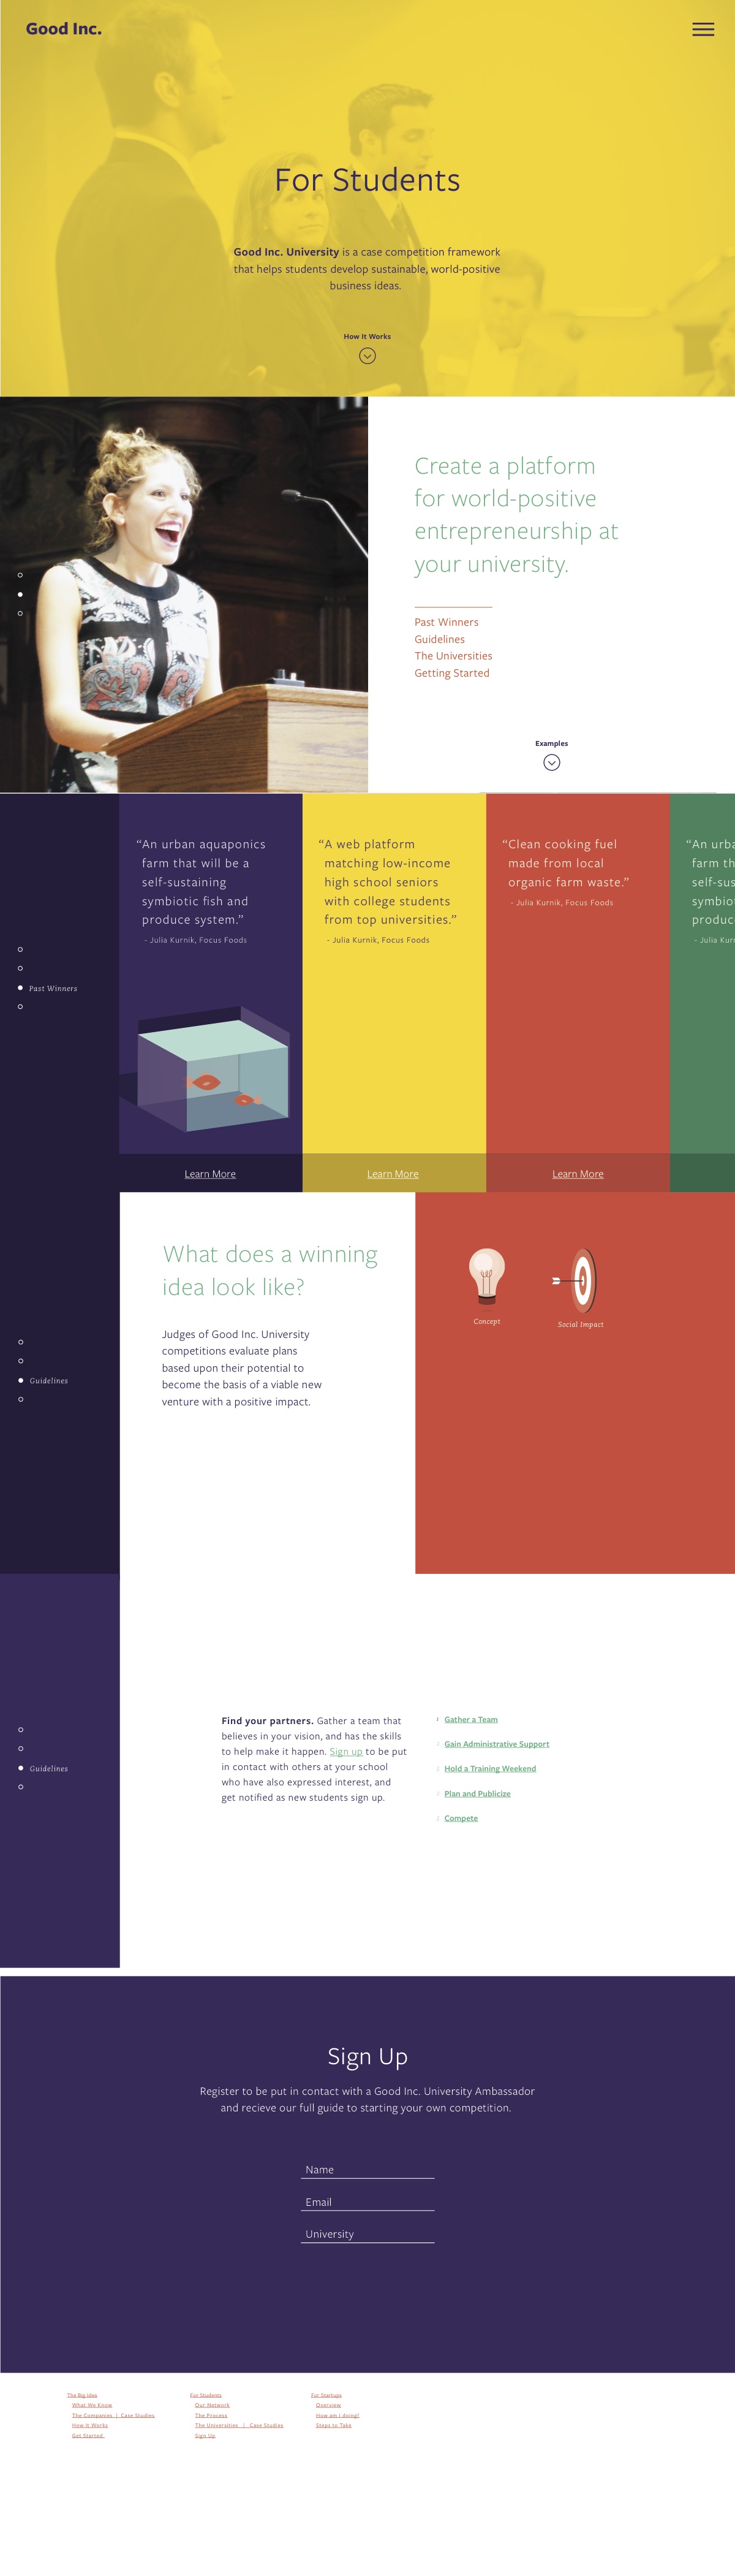 Good Inc.
For Students
Good Inc. University is a case competition framework
that helps students develop sustainable, world-positive
business ideas.
How It Works
Create a platform
for world-positive
entrepreneurship at
your university.
Past Winners
Guidelines
The Universities
Getting Started
Examples
“An urban aquaponics
farm that will be a
self-sustaining
symbiotic fish and
produce system.”
- Julia Kurnik, Focus Foods
Learn More
“A web platform
matching low-income
high school seniors
with college students
from top universities.”
- Julia Kurnik, Focus Foods
Learn More
“Clean cooking fuel
made from local
organic farm waste.”
- Julia Kurnik, Focus Foods
Learn More
“An urba
farm th
self-sus
symbiot
produc
- Julia Kur
Past Winners
What does a winning
idea look like?
Judges of Good Inc. University
competitions evaluate plans
based upon their potential to
become the basis of a viable new
venture with a positive impact.
Concept
Social Impact
Guidelines
Find your partners. Gather a team that
believes in your vision, and has the skills
to help make it happen. Sign up to be put
in contact with others at your school
who have also expressed interest, and
get notified as new students sign up.
Gather a Team
Gain Administrative Support
Hold a Training Weekend
Plan and Publicize
Compete
Guidelines
Sign Up
Register to be put in contact with a Good Inc. University Ambassador
and recieve our full guide to starting your own competition.
Name
Email
University
The Big Idea
What We Know
The Companies | Case Studies
How It Works
Get Started
For Students
Our Network
The Process
The Universities | Case Studies
Sign Up
For Startups
Overview
How am I doing?
Steps to Take